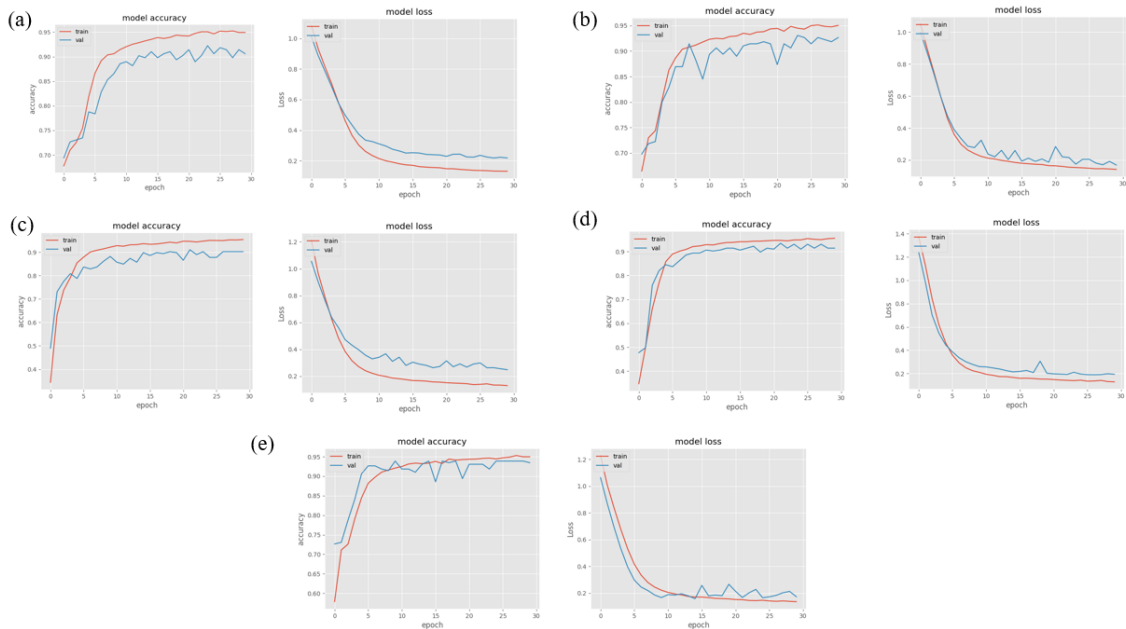 (a)
model accuracy
train
val
0.95
0.90
0.85
0.80
0.75
0.70
accuracy
0 5 10 15 20 25 30
epoch
model loss
train
val
1.0
0.8
0.6
0.4
0.2
Loss
0 5 10 15 20 25 30
epoch
(b)
model accuracy
train
val
0.95
0.90
0.85
0.80
0.75
0.70
accuracy
0 5 10 15 20 25 30
epoch
model loss
train
val
1.0
0.8
0.6
0.4
0.2
Loss
0 5 10 15 20 25 30
epoch
(c)
model accuracy
train
val
0.9
0.8
0.7
0.6
0.5
0.4
accuracy
0 5 10 15 20 25 30
epoch
model loss
train
val
1.2
1.0
0.8
0.6
0.4
0.2
Loss
0 5 10 15 20 25 30
epoch
(d)
model accuracy
train
val
0.9
0.8
0.7
0.6
0.5
0.4
accuracy
0 5 10 15 20 25 30
epoch
model loss
train
val
1.4
1.2
1.0
0.8
0.6
0.4
0.2
Loss
0 5 10 15 20 25 30
epoch
(e)
model accuracy
train
val
0.95
0.90
0.85
0.80
0.75
0.70
0.65
0.60
accuracy
0 5 10 15 20 25 30
epoch
model loss
train
val
1.2
1.0
0.8
0.6
0.4
0.2
Loss
0 5 10 15 20 25 30
epoch